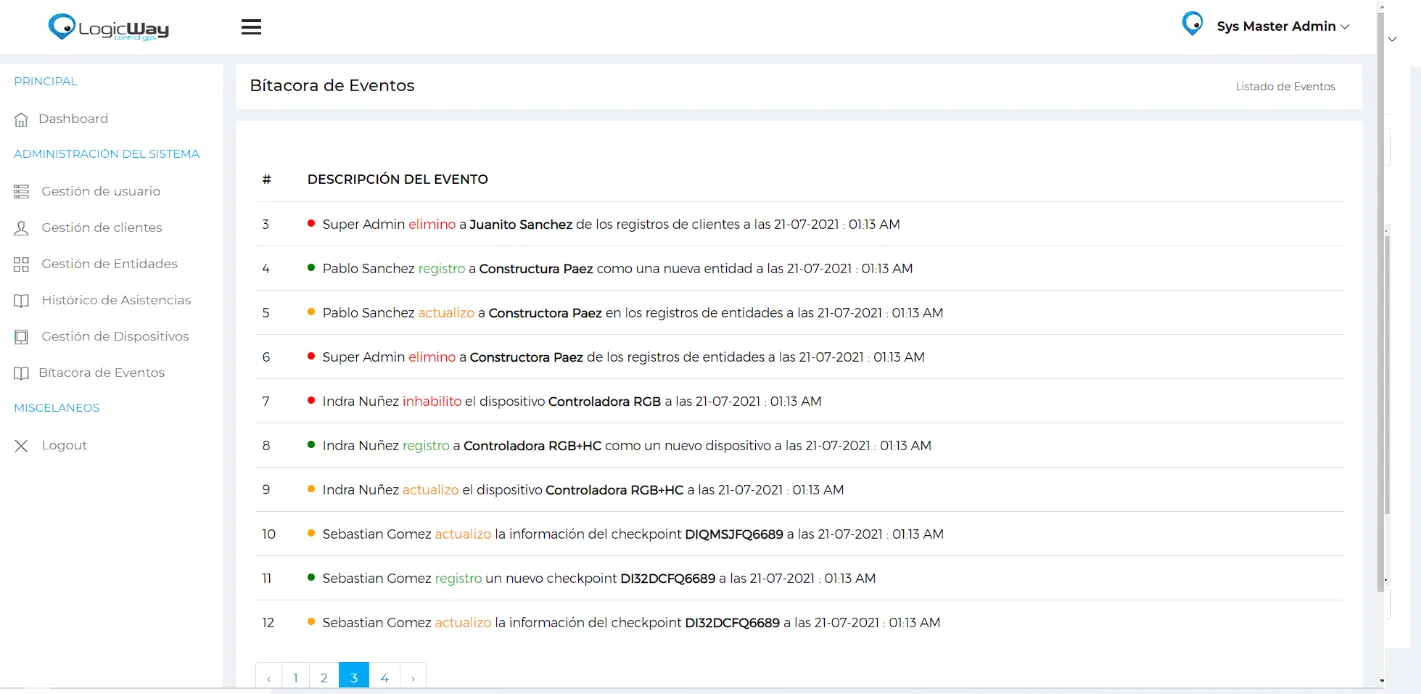 LogicWay
control gps
Sys Master Admin
PRINCIPAL
Dashboard
ADMINISTRACIÓN DEL SISTEMA
Gestión de usuario
Gestión de clientes
Gestión de Entidades
Histórico de Asistencias
Gestión de Dispositivos
Bítacora de Eventos
MISCELANEOS
Logout
Bítacora de Eventos
Listado de Eventos
# DESCRIPCIÓN DEL EVENTO
3 Super Admin elimino a Juanito Sanchez de los registros de clientes a las 21-07-2021 : 01:13 AM
4 Pablo Sanchez registro a Constructura Paez como una nueva entidad a las 21-07-2021 : 01:13 AM
5 Pablo Sanchez actualizo a Constructora Paez en los registros de entidades a las 21-07-2021 : 01:13 AM
6 Super Admin elimino a Constructora Paez de los registros de entidades a las 21-07-2021 : 01:13 AM
7 Indra Nuñez inhabilito el dispositivo Controladora RGB a las 21-07-2021 : 01:13 AM
8 Indra Nuñez registro a Controladora RGB+HC como un nuevo dispositivo a las 21-07-2021 : 01:13 AM
9 Indra Nuñez actualizo el dispositivo Controladora RGB+HC a las 21-07-2021 : 01:13 AM
10 Sebastian Gomez actualizo la información del checkpoint DIQMSJFQ6689 a las 21-07-2021 : 01:13 AM
11 Sebastian Gomez registro un nuevo checkpoint DI32DCFQ6689 a las 21-07-2021 : 01:13 AM
12 Sebastian Gomez actualizo la información del checkpoint DI32DCFQ6689 a las 21-07-2021 : 01:13 AM
‹ 1 2 3 4 ›